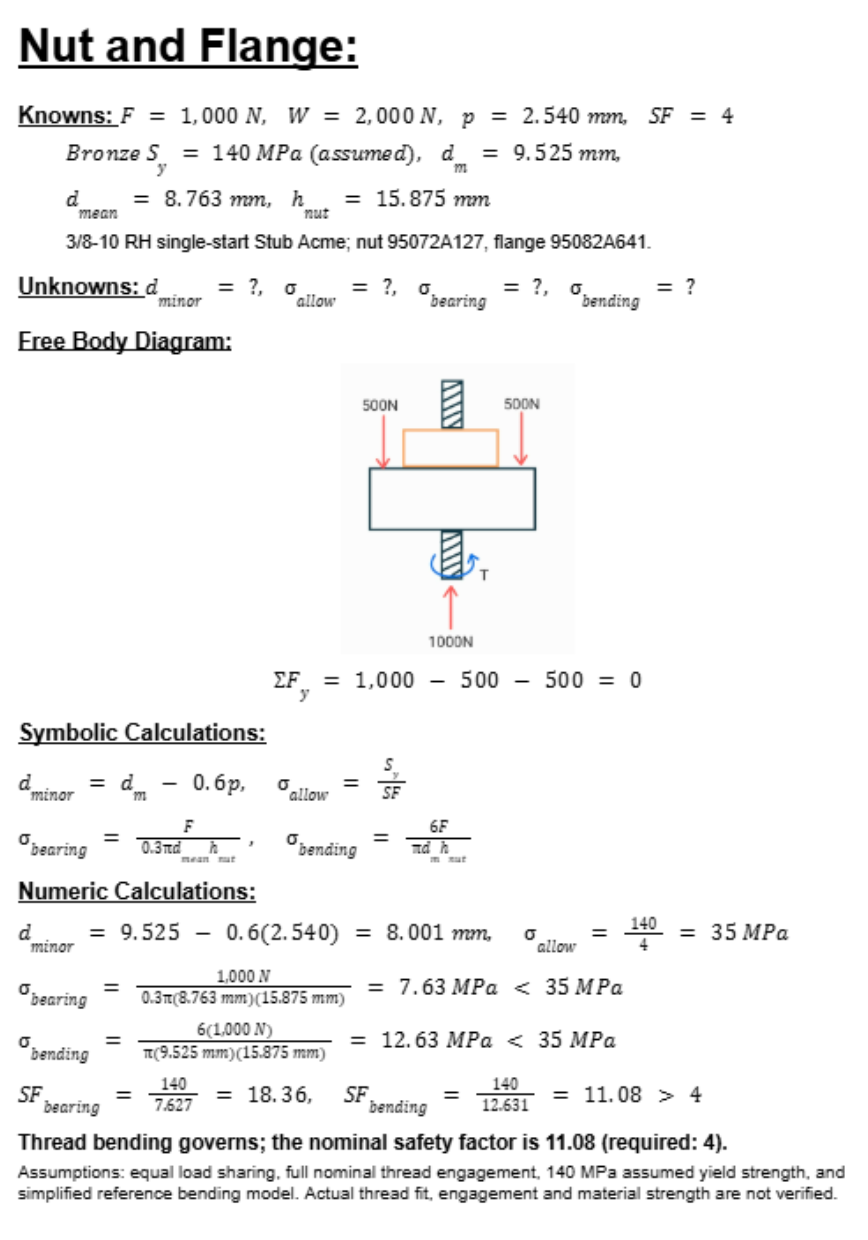 Nut and Flange:
Knowns: F = 1,000 N, W = 2,000 N, p = 2.540 mm, SF = 4
Bronze S_y = 140 MPa (assumed), d_m = 9.525 mm,
d_mean = 8.763 mm, h_nut = 15.875 mm
3/8-10 RH single-start Stub Acme; nut 95072A127, flange 95082A641.
Unknowns: d_minor = ?, σ_allow = ?, σ_bearing = ?, σ_bending = ?
Free Body Diagram:
500N 500N
T
1000N
ΣF_y = 1,000 − 500 − 500 = 0
Symbolic Calculations:
d_minor = d_m − 0.6p, σ_allow = S_y/SF
σ_bearing = F/(0.3πd_mean h_nut), σ_bending = 6F/(πd_m h_nut)
Numeric Calculations:
d_minor = 9.525 − 0.6(2.540) = 8.001 mm, σ_allow = 140/4 = 35 MPa
σ_bearing = 1,000 N/(0.3π(8.763 mm)(15.875 mm)) = 7.63 MPa < 35 MPa
σ_bending = 6(1,000 N)/(π(9.525 mm)(15.875 mm)) = 12.63 MPa < 35 MPa
SF_bearing = 140/7.627 = 18.36, SF_bending = 140/12.631 = 11.08 > 4
Thread bending governs; the nominal safety factor is 11.08 (required: 4).
Assumptions: equal load sharing, full nominal thread engagement, 140 MPa assumed yield strength, and
simplified reference bending model. Actual thread fit, engagement and material strength are not verified.